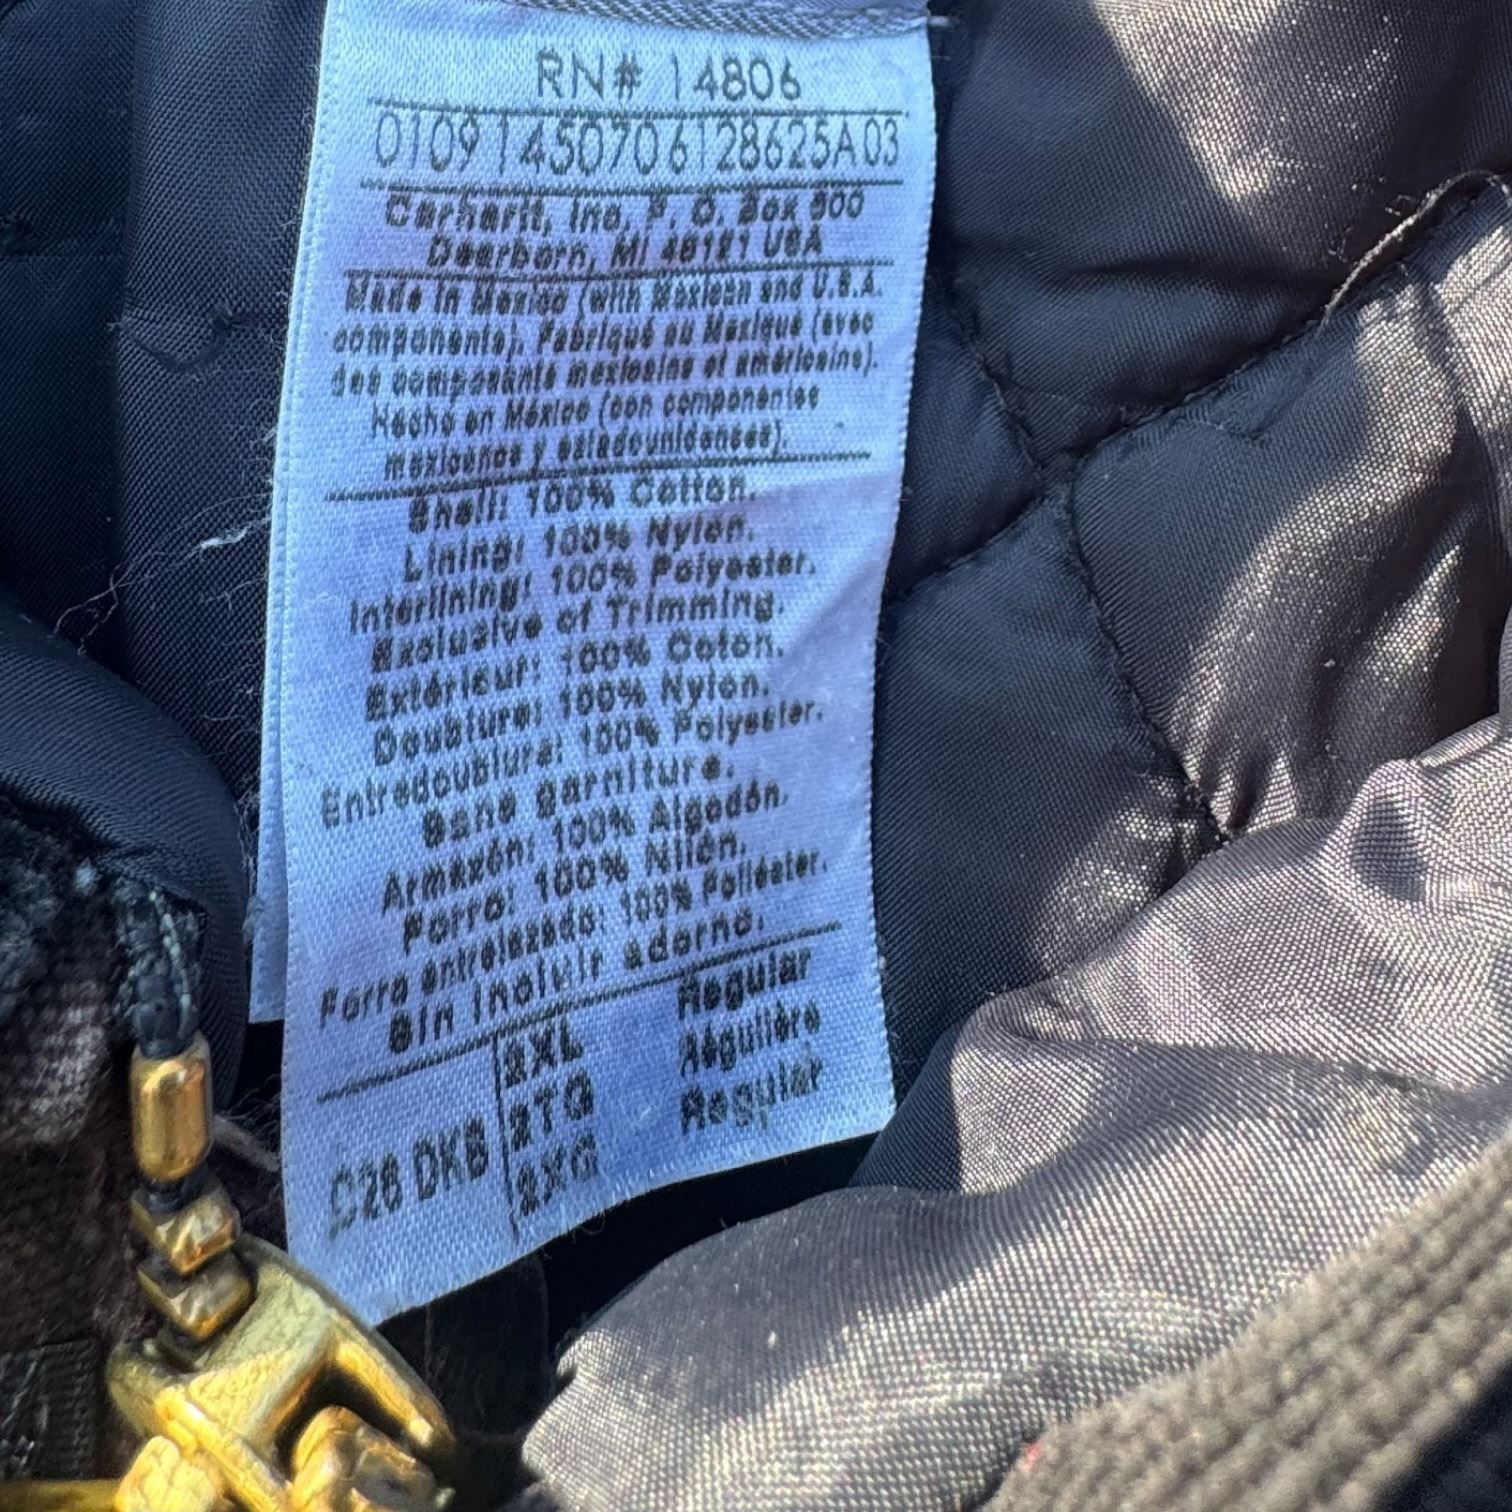 RN# 14806
01091450706128625A03
Carhartt, Inc, P. O. Box 600
Dearborn, MI 48121 USA
Made in Mexico (with Mexican and U.S.A.
components). Fabriqué au Mexique (avec
des composants mexicains et américains).
Hecho en México (con componentes
mexicanos y estadounidenses).
Shell: 100% Cotton.
Lining: 100% Nylon.
Interlining: 100% Polyester.
Exclusive of Trimming.
Extérieur: 100% Coton.
Doublure: 100% Nylon.
Entredoublure: 100% Polyester.
Sans garniture.
Armazón: 100% Algodón.
Forro: 100% Nilón.
Forro entrelazado: 100% Poliéster.
Sin incluir adorno.
C26 DKB
2XL Regular
2TG Régulière
2XG Regular